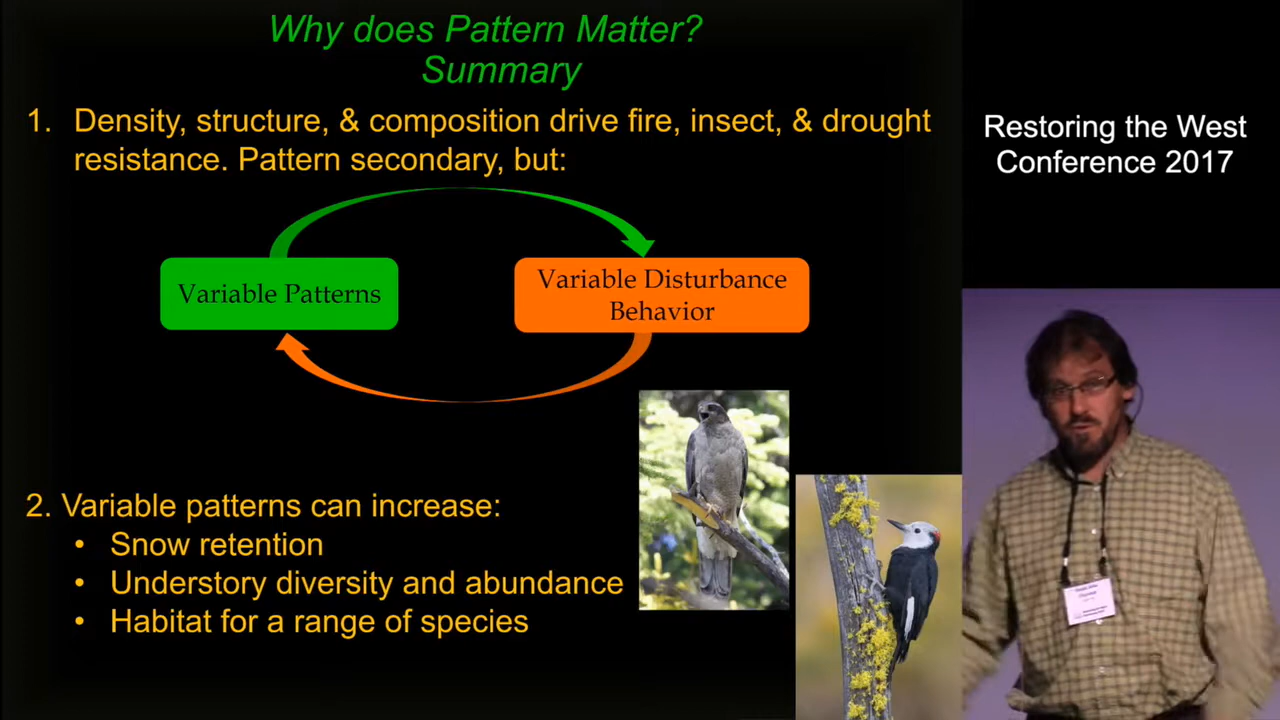 Why does Pattern Matter?
Summary
1. Density, structure, & composition drive fire, insect, & drought
resistance. Pattern secondary, but:
Variable Patterns
Variable Disturbance
Behavior
2. Variable patterns can increase:
• Snow retention
• Understory diversity and abundance
• Habitat for a range of species
Restoring the West
Conference 2017